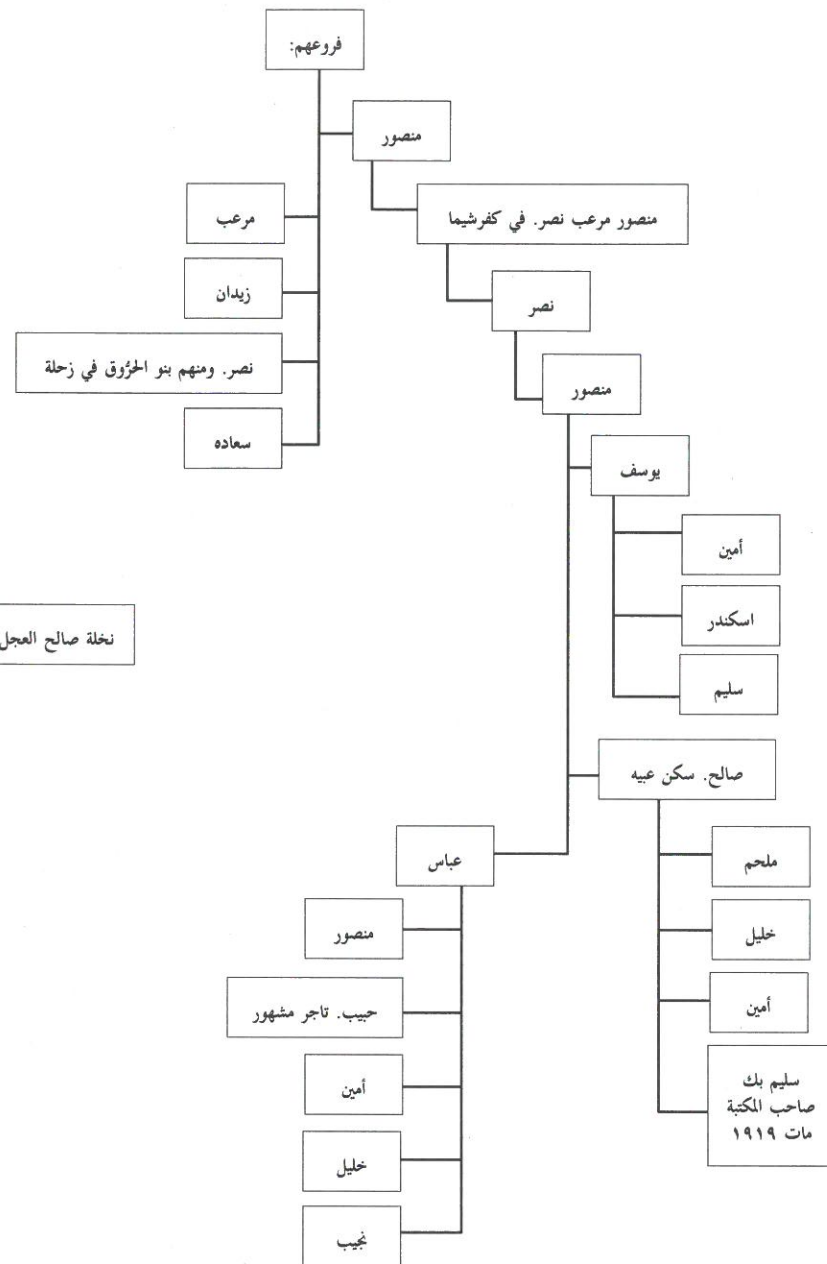 فروعهم:
منصور
منصور مرعب نصر. في كفرشيما
نصر
منصور
يوسف
أمين
اسكندر
سليم
صالح. سكن عبيه
ملحم
خليل
أمين
سليم بك
صاحب المكتبة
مات ١٩١٩
عباس
منصور
حبيب. تاجر مشهور
أمين
خليل
نجيب
مرعب
زيدان
نصر. ومنهم بنو الحرُّوق في زحلة
سعاده
نخلة صالح العجل